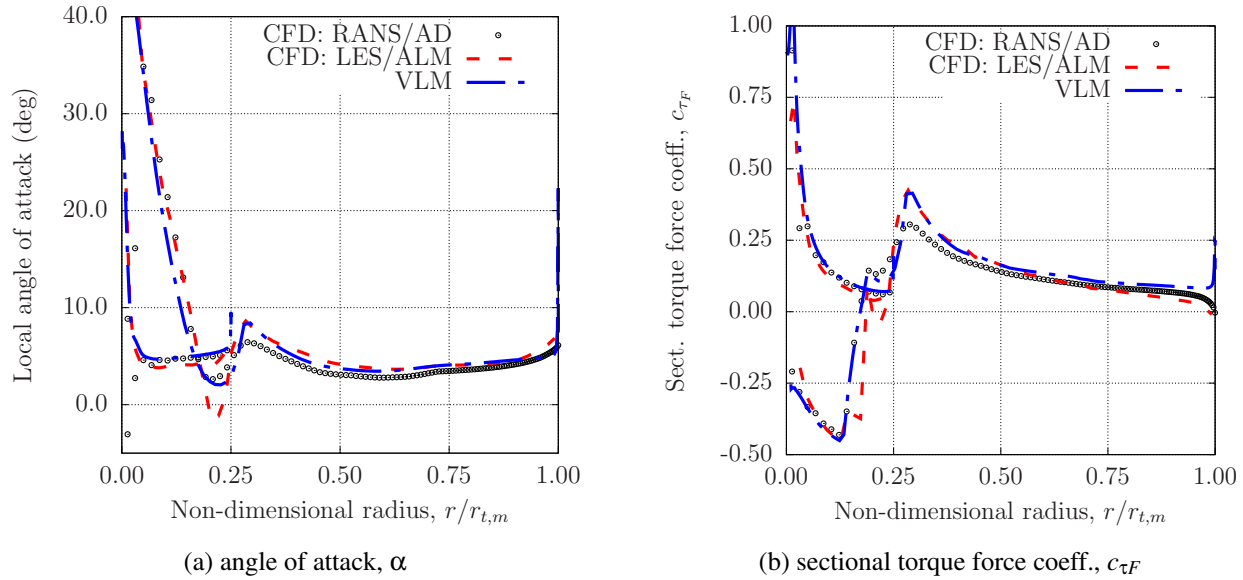 40.0
30.0
20.0
10.0
0.0
Local angle of attack (deg)
CFD: RANS/AD
CFD: LES/ALM
VLM
0.00
0.25
0.50
0.75
1.00
Non-dimensional radius, r/r_{t,m}
(a) angle of attack, α
1.00
0.75
0.50
0.25
0.00
-0.25
-0.50
Sect. torque force coeff., c_{τ_F}
CFD: RANS/AD
CFD: LES/ALM
VLM
0.00
0.25
0.50
0.75
1.00
Non-dimensional radius, r/r_{t,m}
(b) sectional torque force coeff., c_{τF}